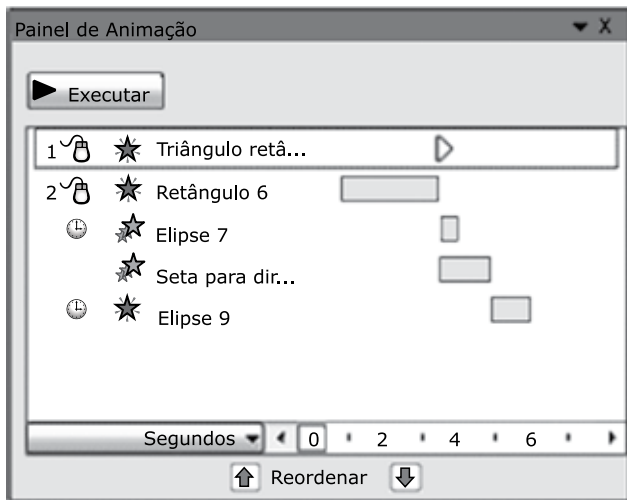 Painel de Animação X
Executar
1 Triângulo retâ...
2 Retângulo 6
Elipse 7
Seta para dir...
Elipse 9
Segundos 0 2 4 6
Reordenar